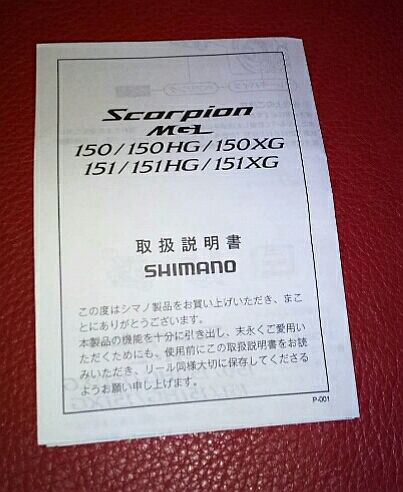 Scorpion
MGL
150/150HG/150XG
151/151HG/151XG
取扱説明書
SHIMANO
この度はシマノ製品をお買い上げいただき、まこ
とにありがとうございます。
本製品の機能を十分に引き出し、末永くご愛用い
ただくためにも、使用前にこの取扱説明書をお読
みいただき、リール同様大切に保存してくださる
ようお願い申し上げます。
P-001